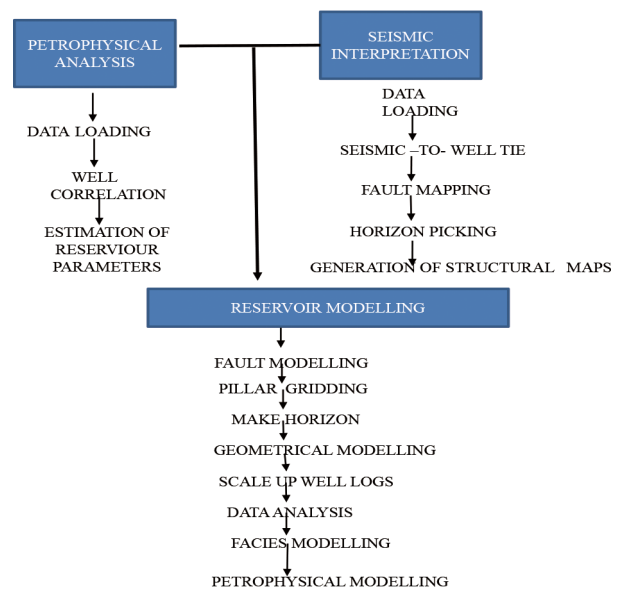 PETROPHYSICAL
ANALYSIS
DATA LOADING
WELL
CORRELATION
ESTIMATION OF
RESERVIOUR
PARAMETERS
SEISMIC
INTERPRETATION
DATA
LOADING
SEISMIC –TO- WELL TIE
FAULT MAPPING
HORIZON PICKING
GENERATION OF STRUCTURAL MAPS
RESERVOIR MODELLING
FAULT MODELLING
PILLAR GRIDDING
MAKE HORIZON
GEOMETRICAL MODELLING
SCALE UP WELL LOGS
DATA ANALYSIS
FACIES MODELLING
PETROPHYSICAL MODELLING